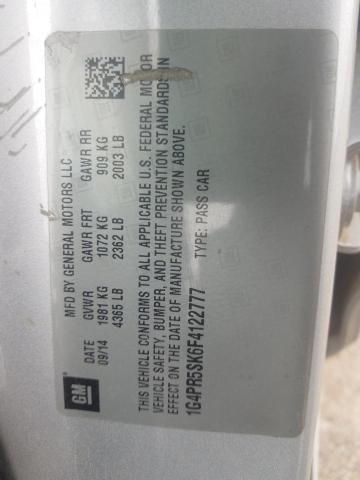 GM
MFD BY GENERAL MOTORS LLC
DATE GVWR GAWR FRT GAWR RR
09/14 1981 KG 1072 KG 909 KG
4365 LB 2362 LB 2003 LB
THIS VEHICLE CONFORMS TO ALL APPLICABLE U.S. FEDERAL MOTOR
VEHICLE SAFETY, BUMPER, AND THEFT PREVENTION STANDARDS IN
EFFECT ON THE DATE OF MANUFACTURE SHOWN ABOVE.
1G4PR5SK6F4122777 TYPE: PASS CAR